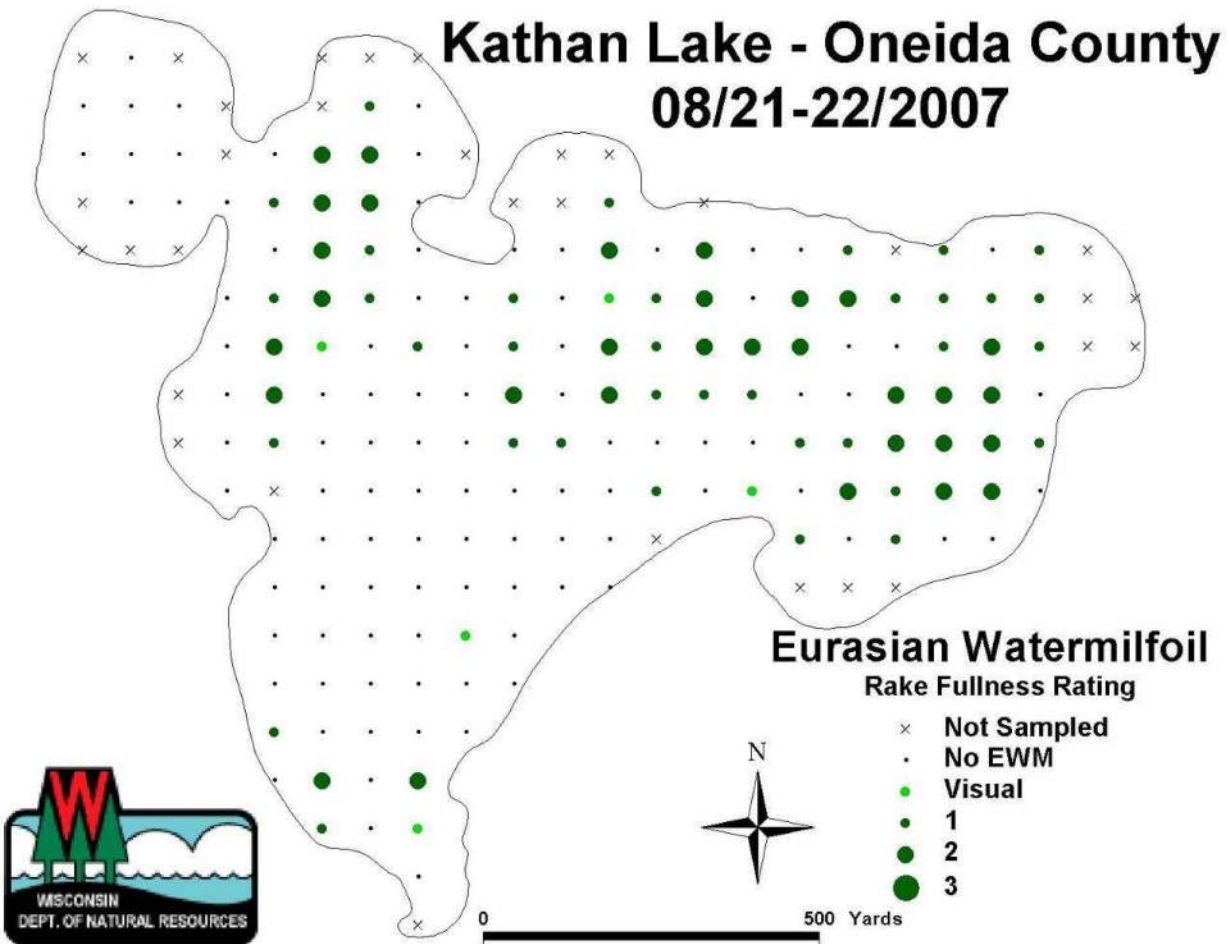 Kathan Lake - Oneida County
08/21-22/2007
Eurasian Watermilfoil
Rake Fullness Rating
Not Sampled
No EWM
Visual
1
2
3
N
W
WISCONSIN
DEPT. OF NATURAL RESOURCES
0 500 Yards